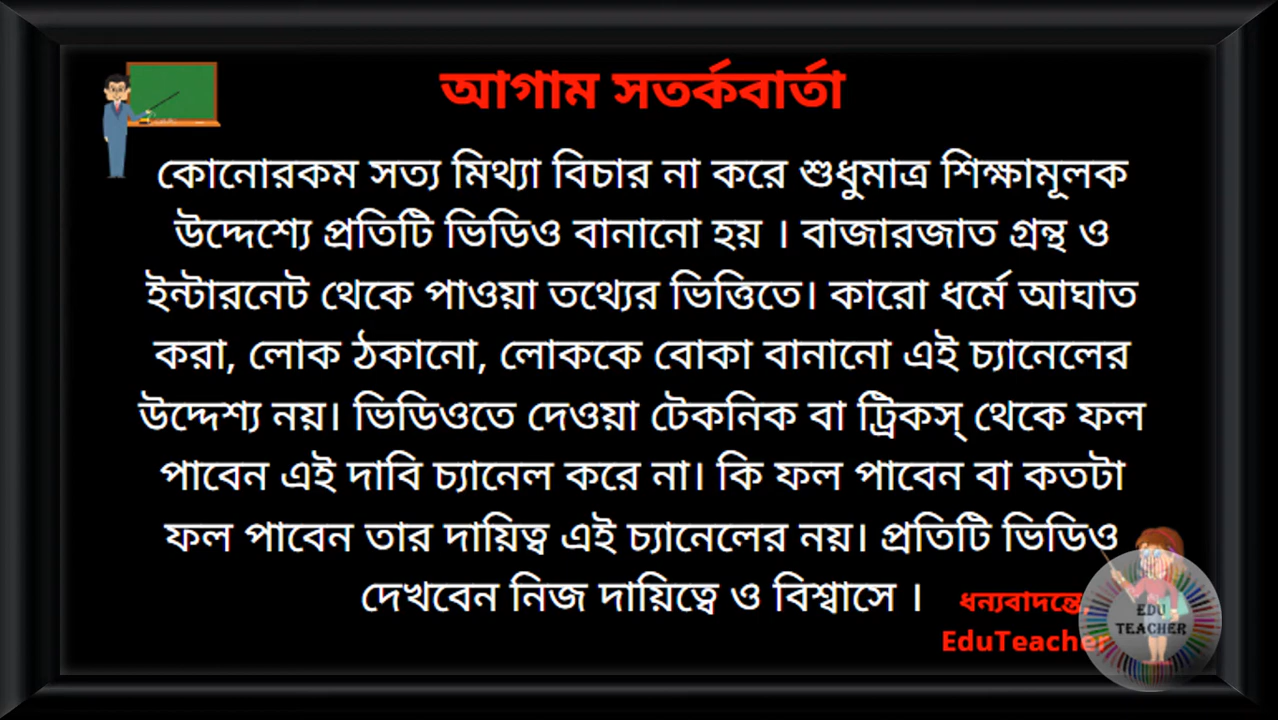 আগাম সতর্কবার্তা
কোনোরকম সত্য মিথ্যা বিচার না করে শুধুমাত্র শিক্ষামূলক
উদ্দেশ্যে প্রতিটি ভিডিও বানানো হয় । বাজারজাত গ্রন্থ ও
ইন্টারনেট থেকে পাওয়া তথ্যের ভিত্তিতে। কারো ধর্মে আঘাত
করা, লোক ঠকানো, লোককে বোকা বানানো এই চ্যানেলের
উদ্দেশ্য নয়। ভিডিওতে দেওয়া টেকনিক বা ট্রিকস্ থেকে ফল
পাবেন এই দাবি চ্যানেল করে না। কি ফল পাবেন বা কতটা
ফল পাবেন তার দায়িত্ব এই চ্যানেলের নয়। প্রতিটি ভিডিও
দেখবেন নিজ দায়িত্বে ও বিশ্বাসে ।
ধন্যবাদন্তে,
EduTeacher
EDU
TEACHER